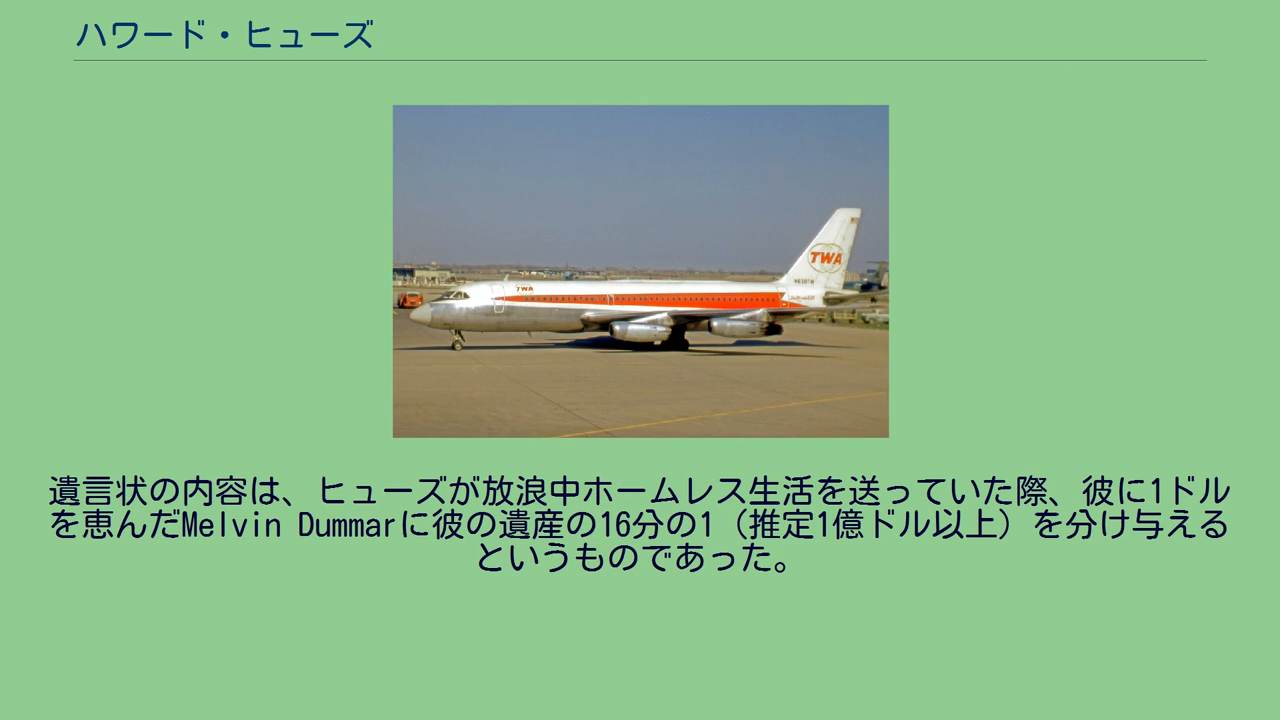 ハワード・ヒューズ
TWA
TWA
遺言状の内容は、ヒューズが放浪中ホームレス生活を送っていた際、彼に1ドル
を恵んだMelvin Dummarに彼の遺産の16分の1（推定1億ドル以上）を分け与える
というものであった。